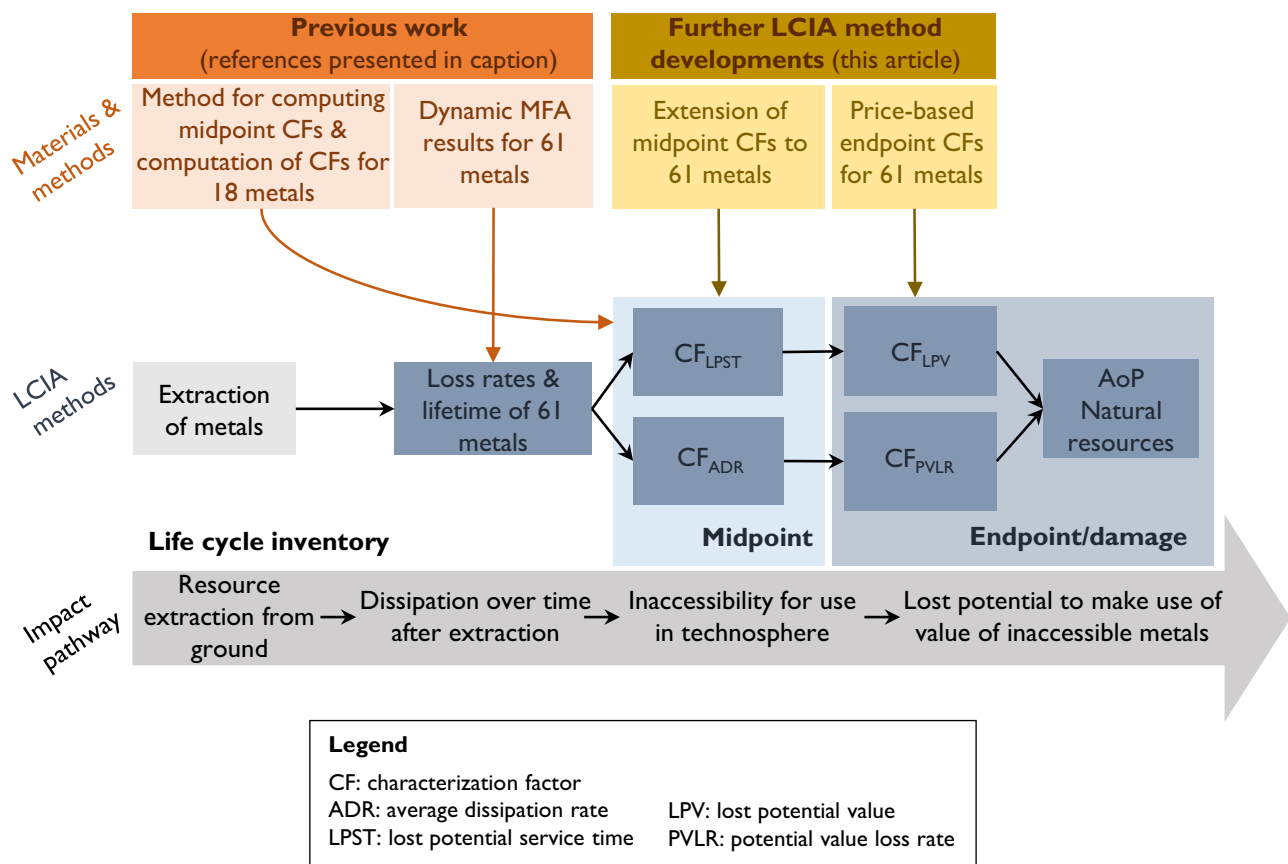 Previous work
(references presented in caption)
Further LCIA method
developments (this article)
Materials &
methods
Method for computing
midpoint CFs &
computation of CFs for
18 metals
Dynamic MFA
results for 61
metals
Extension of
midpoint CFs to
61 metals
Price-based
endpoint CFs
for 61 metals
LCIA
methods
Extraction
of metals
Loss rates &
lifetime of 61
metals
CF_LPST
CF_ADR
CF_LPV
CF_PVLR
AoP
Natural
resources
Life cycle inventory
Midpoint
Endpoint/damage
Impact
pathway
Resource
extraction from
ground
Dissipation over time
after extraction
Inaccessibility for use
in technosphere
Lost potential to make use of
value of inaccessible metals
Legend
CF: characterization factor
ADR: average dissipation rate
LPST: lost potential service time
LPV: lost potential value
PVLR: potential value loss rate